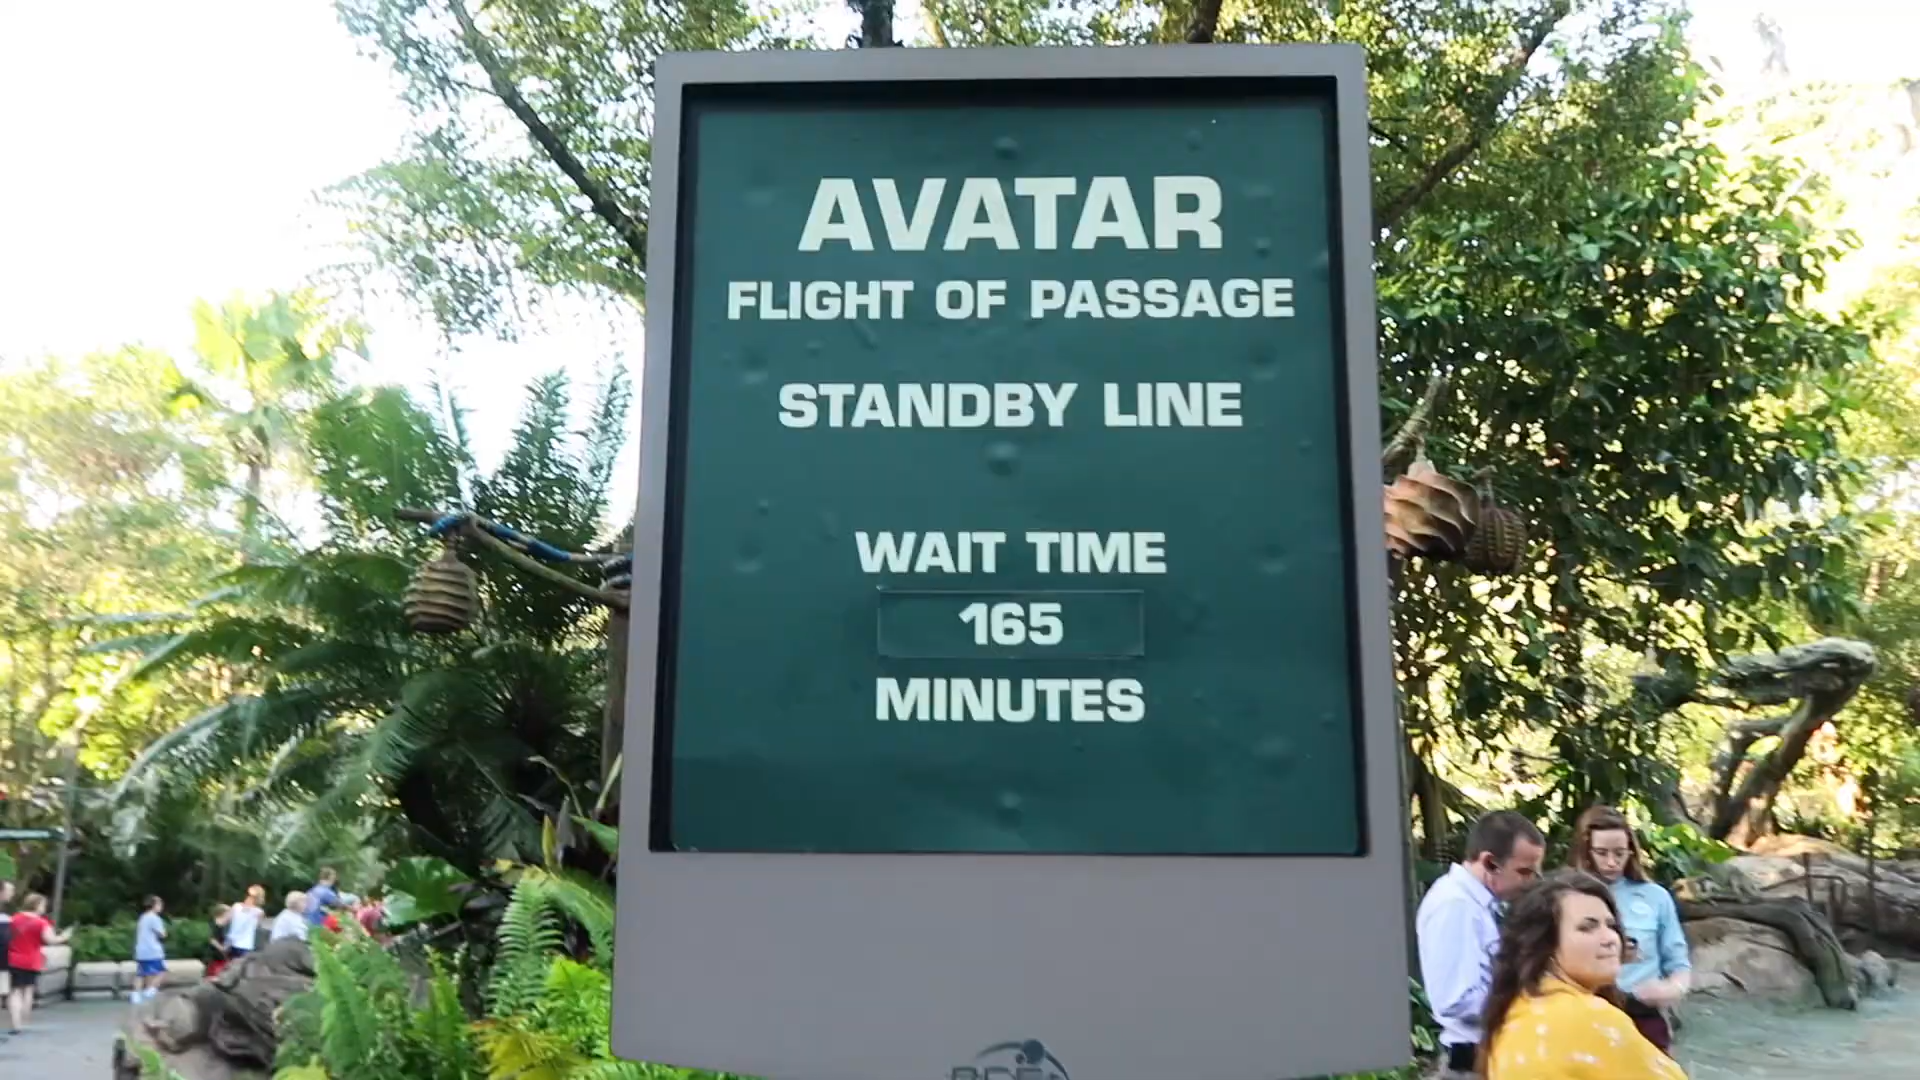 AVATAR
FLIGHT OF PASSAGE
STANDBY LINE
WAIT TIME
165
MINUTES